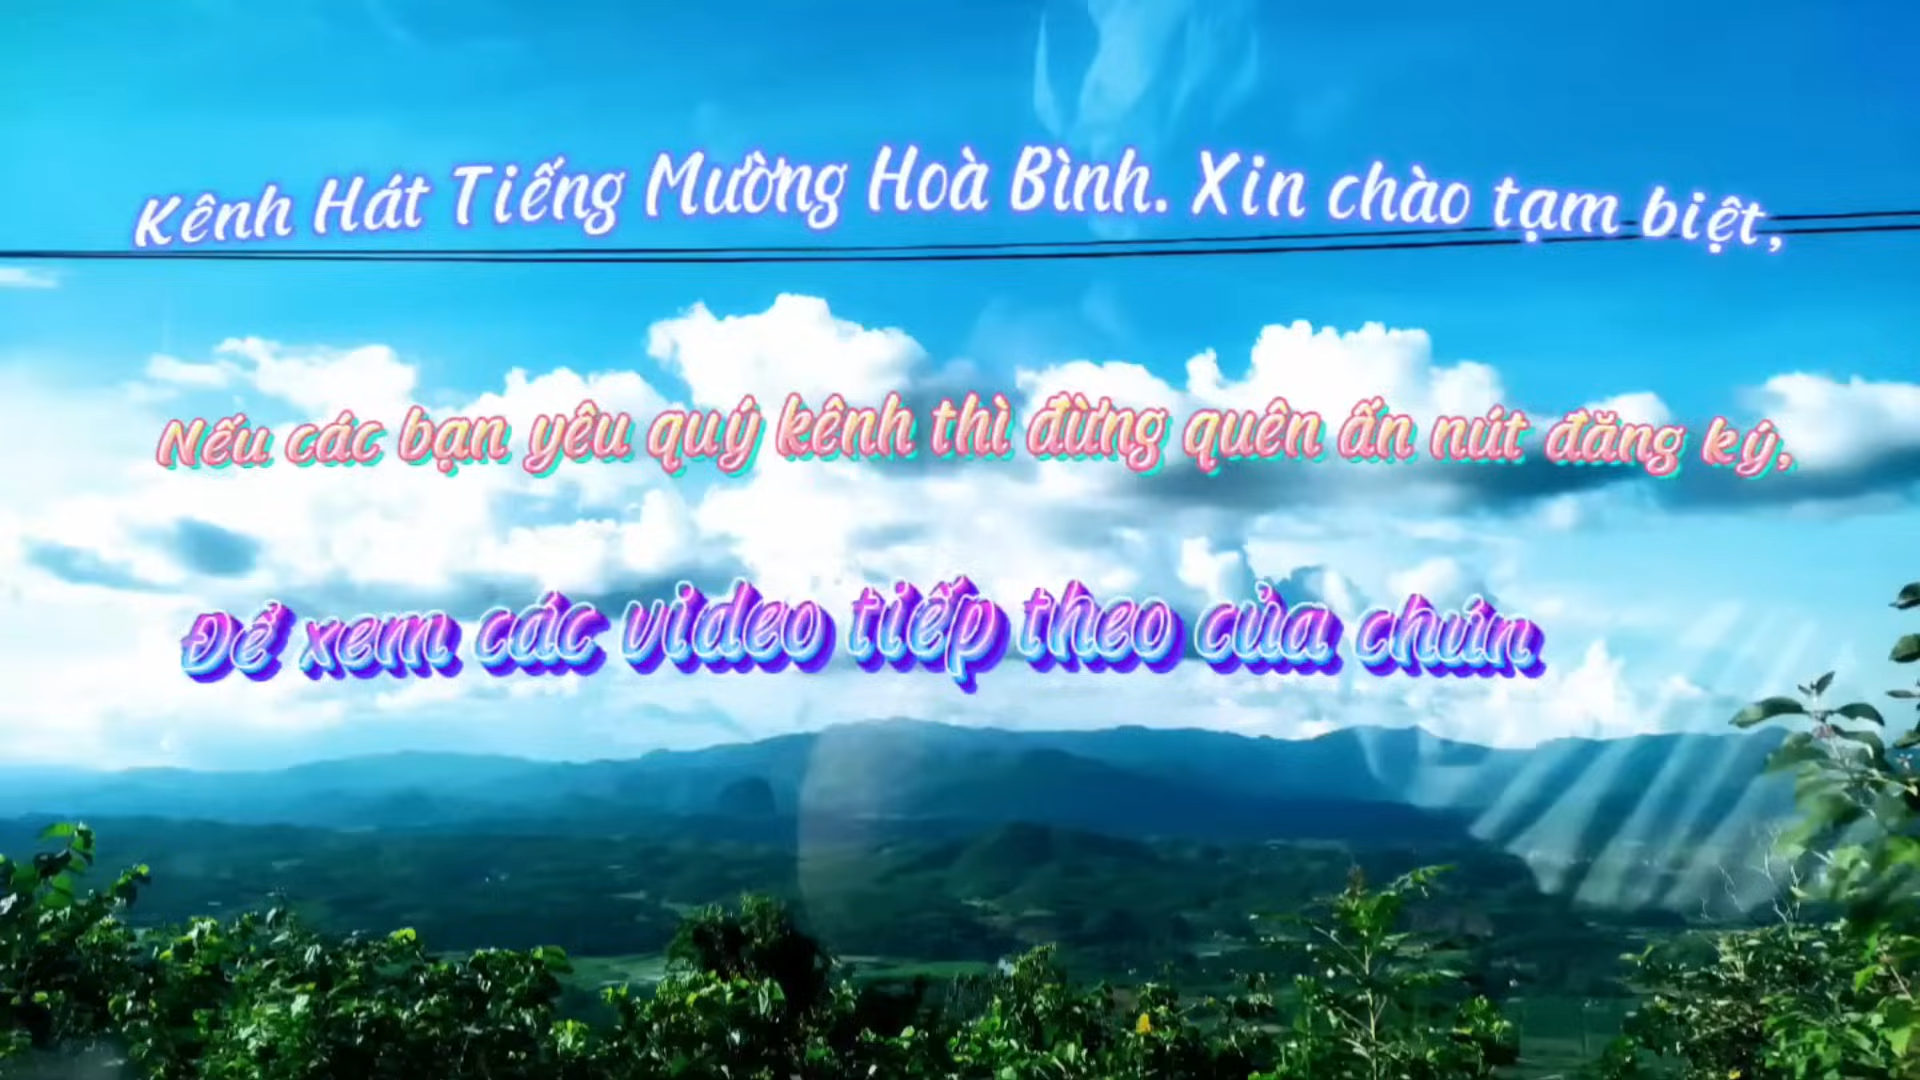 Kênh Hát Tiếng Mường Hoà Bình. Xin chào tạm biệt,
Nếu các bạn yêu quý kênh thì đừng quên ấn nút đăng ký,
Để xem các video tiếp theo của chún